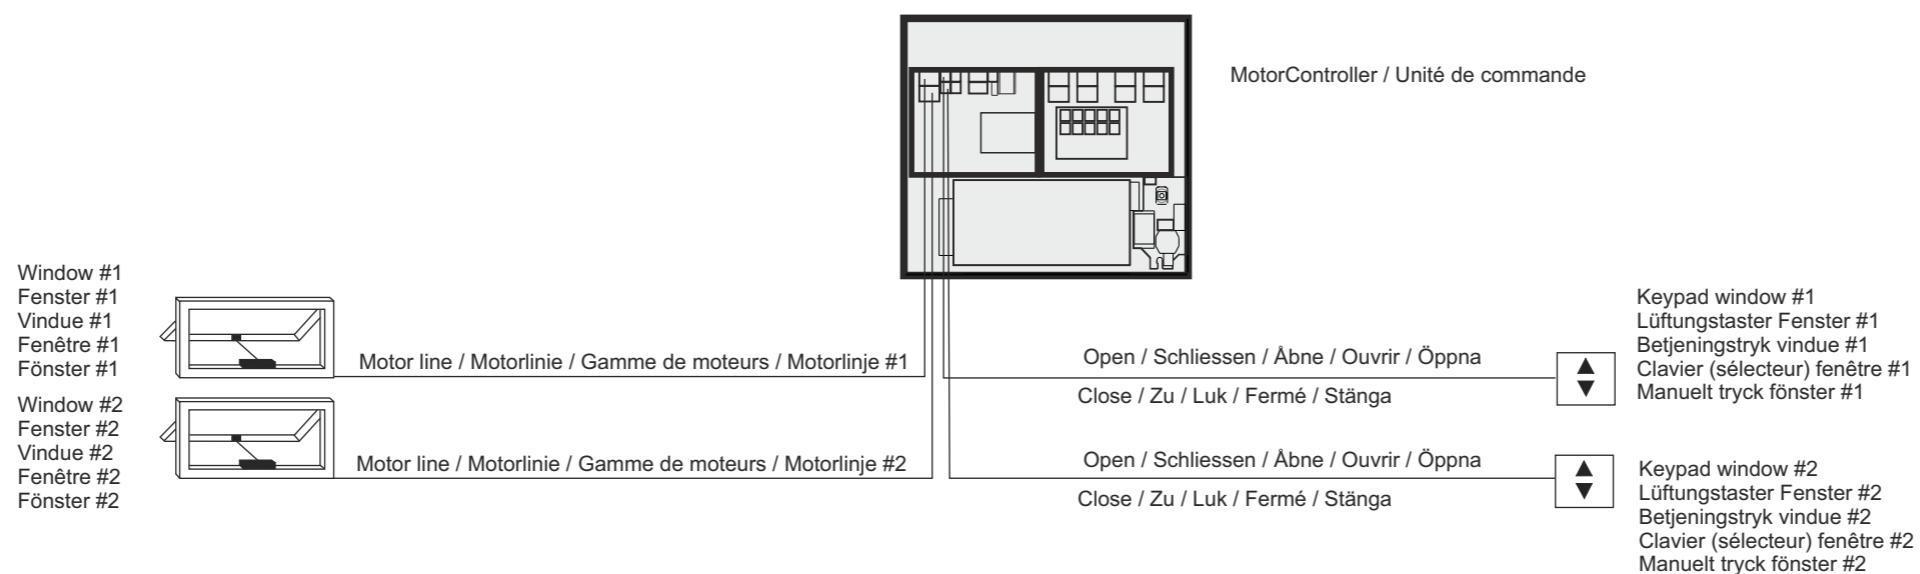 MotorController / Unité de commande
Window #1
Fenster #1
Vindue #1
Fenêtre #1
Fönster #1
Motor line / Motorlinie / Gamme de moteurs / Motorlinje #1
Open / Schliessen / Åbne / Ouvrir / Öppna
Close / Zu / Luk / Fermé / Stänga
Keypad window #1
Lüftungstaster Fenster #1
Betjeningstryk vindue #1
Clavier (sélecteur) fenêtre #1
Manuelt tryck fönster #1
Window #2
Fenster #2
Vindue #2
Fenêtre #2
Fönster #2
Motor line / Motorlinie / Gamme de moteurs / Motorlinje #2
Open / Schliessen / Åbne / Ouvrir / Öppna
Close / Zu / Luk / Fermé / Stänga
Keypad window #2
Lüftungstaster Fenster #2
Betjeningstryk vindue #2
Clavier (sélecteur) fenêtre #2
Manuelt tryck fönster #2